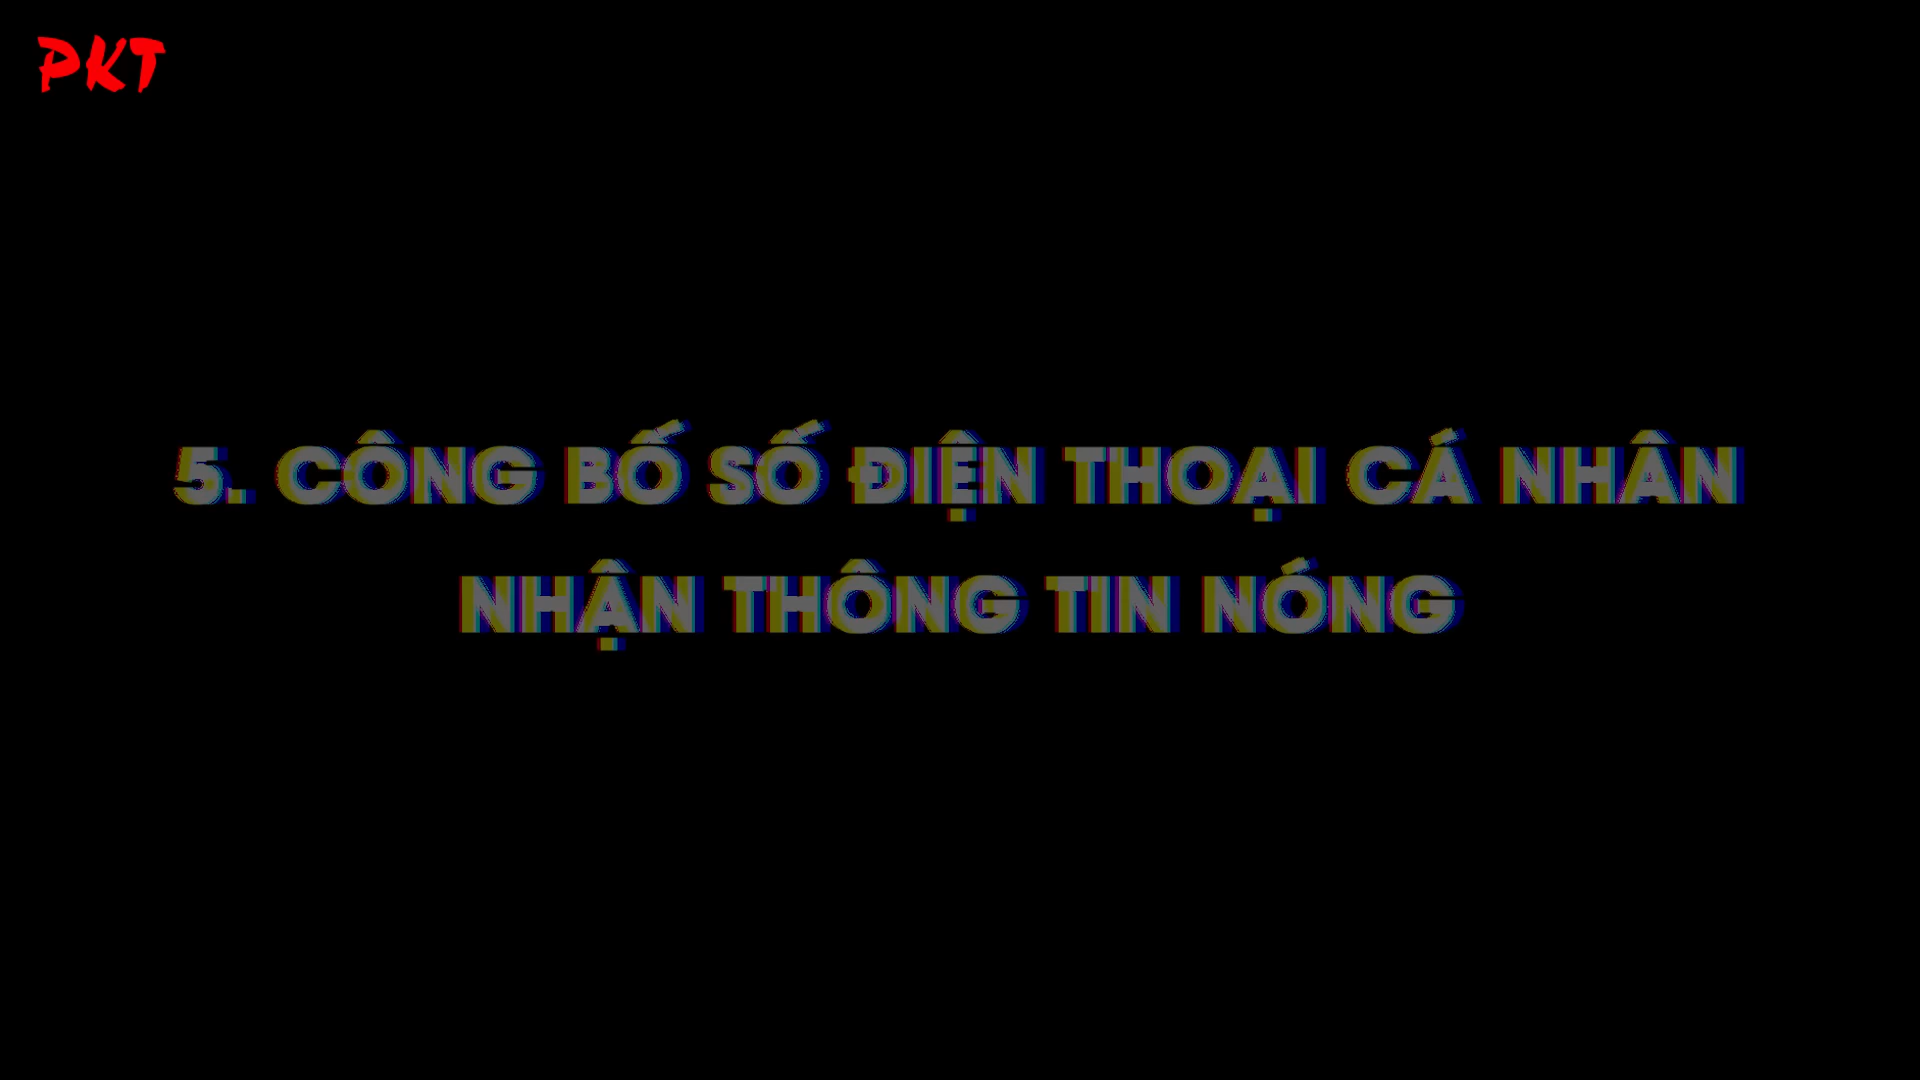 PKT
5. CÔNG BỐ SỐ ĐIỆN THOẠI CÁ NHÂN
NHẬN THÔNG TIN NÓNG